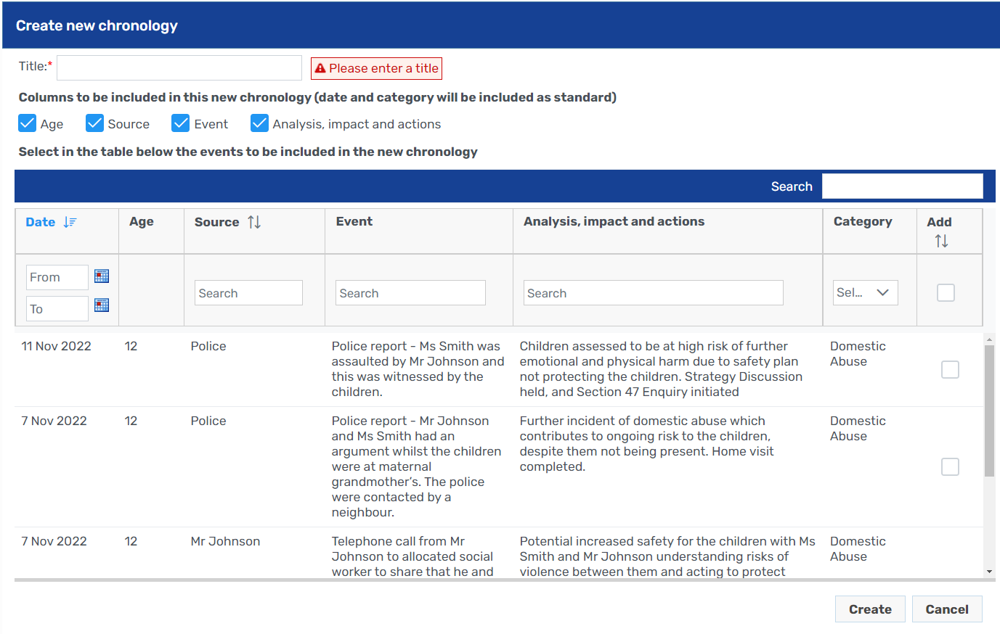 Create new chronology
Title:* Please enter a title
Columns to be included in this new chronology (date and category will be included as standard)
Age Source Event Analysis, impact and actions
Select in the table below the events to be included in the new chronology
Search
Date Age Source Event Analysis, impact and actions Category Add
From
To
Search Search Search Sel...
11 Nov 2022 12 Police Police report - Ms Smith was Children assessed to be at high risk of further Domestic
assaulted by Mr Johnson and emotional and physical harm due to safety plan Abuse
this was witnessed by the not protecting the children. Strategy Discussion
children. held, and Section 47 Enquiry initiated
7 Nov 2022 12 Police Police report - Mr Johnson Further incident of domestic abuse which Domestic
and Ms Smith had an contributes to ongoing risk to the children, Abuse
argument whilst the children despite them not being present. Home visit
were at maternal completed.
grandmother’s. The police
were contacted by a
neighbour.
7 Nov 2022 12 Mr Johnson Telephone call from Mr Potential increased safety for the children with Ms Domestic
Johnson to allocated social Smith and Mr Johnson understanding risks of Abuse
worker to share that he and violence between them and acting to protect
Create Cancel